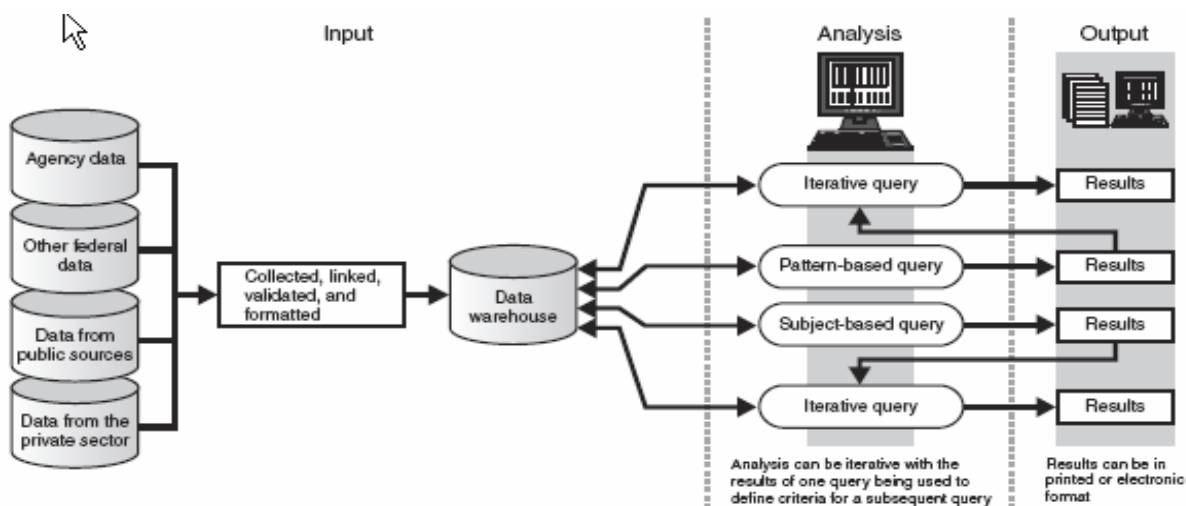 Input
Analysis
Output
Agency data
Other federal
data
Data from
public sources
Data from the
private sector
Collected, linked,
validated, and
formatted
Data
warehouse
Iterative query
Pattern-based query
Subject-based query
Iterative query
Results
Results
Results
Results
Analysis can be iterative with the
results of one query being used to
define criteria for a subsequent query
Results can be in
printed or electronic
format